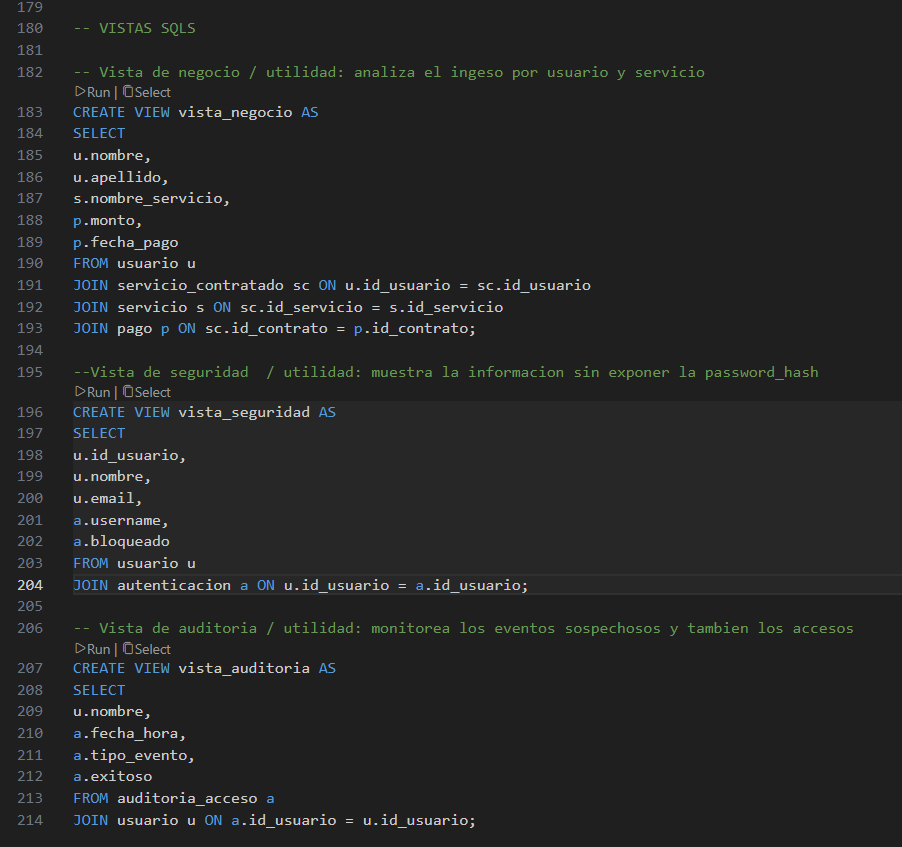 179
180 -- VISTAS SQLS
181
182 -- Vista de negocio / utilidad: analiza el ingeso por usuario y servicio
Run | Select
183 CREATE VIEW vista_negocio AS
184 SELECT
185 u.nombre,
186 u.apellido,
187 s.nombre_servicio,
188 p.monto,
189 p.fecha_pago
190 FROM usuario u
191 JOIN servicio_contratado sc ON u.id_usuario = sc.id_usuario
192 JOIN servicio s ON sc.id_servicio = s.id_servicio
193 JOIN pago p ON sc.id_contrato = p.id_contrato;
194
195 --Vista de seguridad  / utilidad: muestra la informacion sin exponer la password_hash
Run | Select
196 CREATE VIEW vista_seguridad AS
197 SELECT
198 u.id_usuario,
199 u.nombre,
200 u.email,
201 a.username,
202 a.bloqueado
203 FROM usuario u
204 JOIN autenticacion a ON u.id_usuario = a.id_usuario;
205
206 -- Vista de auditoria / utilidad: monitorea los eventos sospechosos y tambien los accesos
Run | Select
207 CREATE VIEW vista_auditoria AS
208 SELECT
209 u.nombre,
210 a.fecha_hora,
211 a.tipo_evento,
212 a.exitoso
213 FROM auditoria_acceso a
214 JOIN usuario u ON a.id_usuario = u.id_usuario;